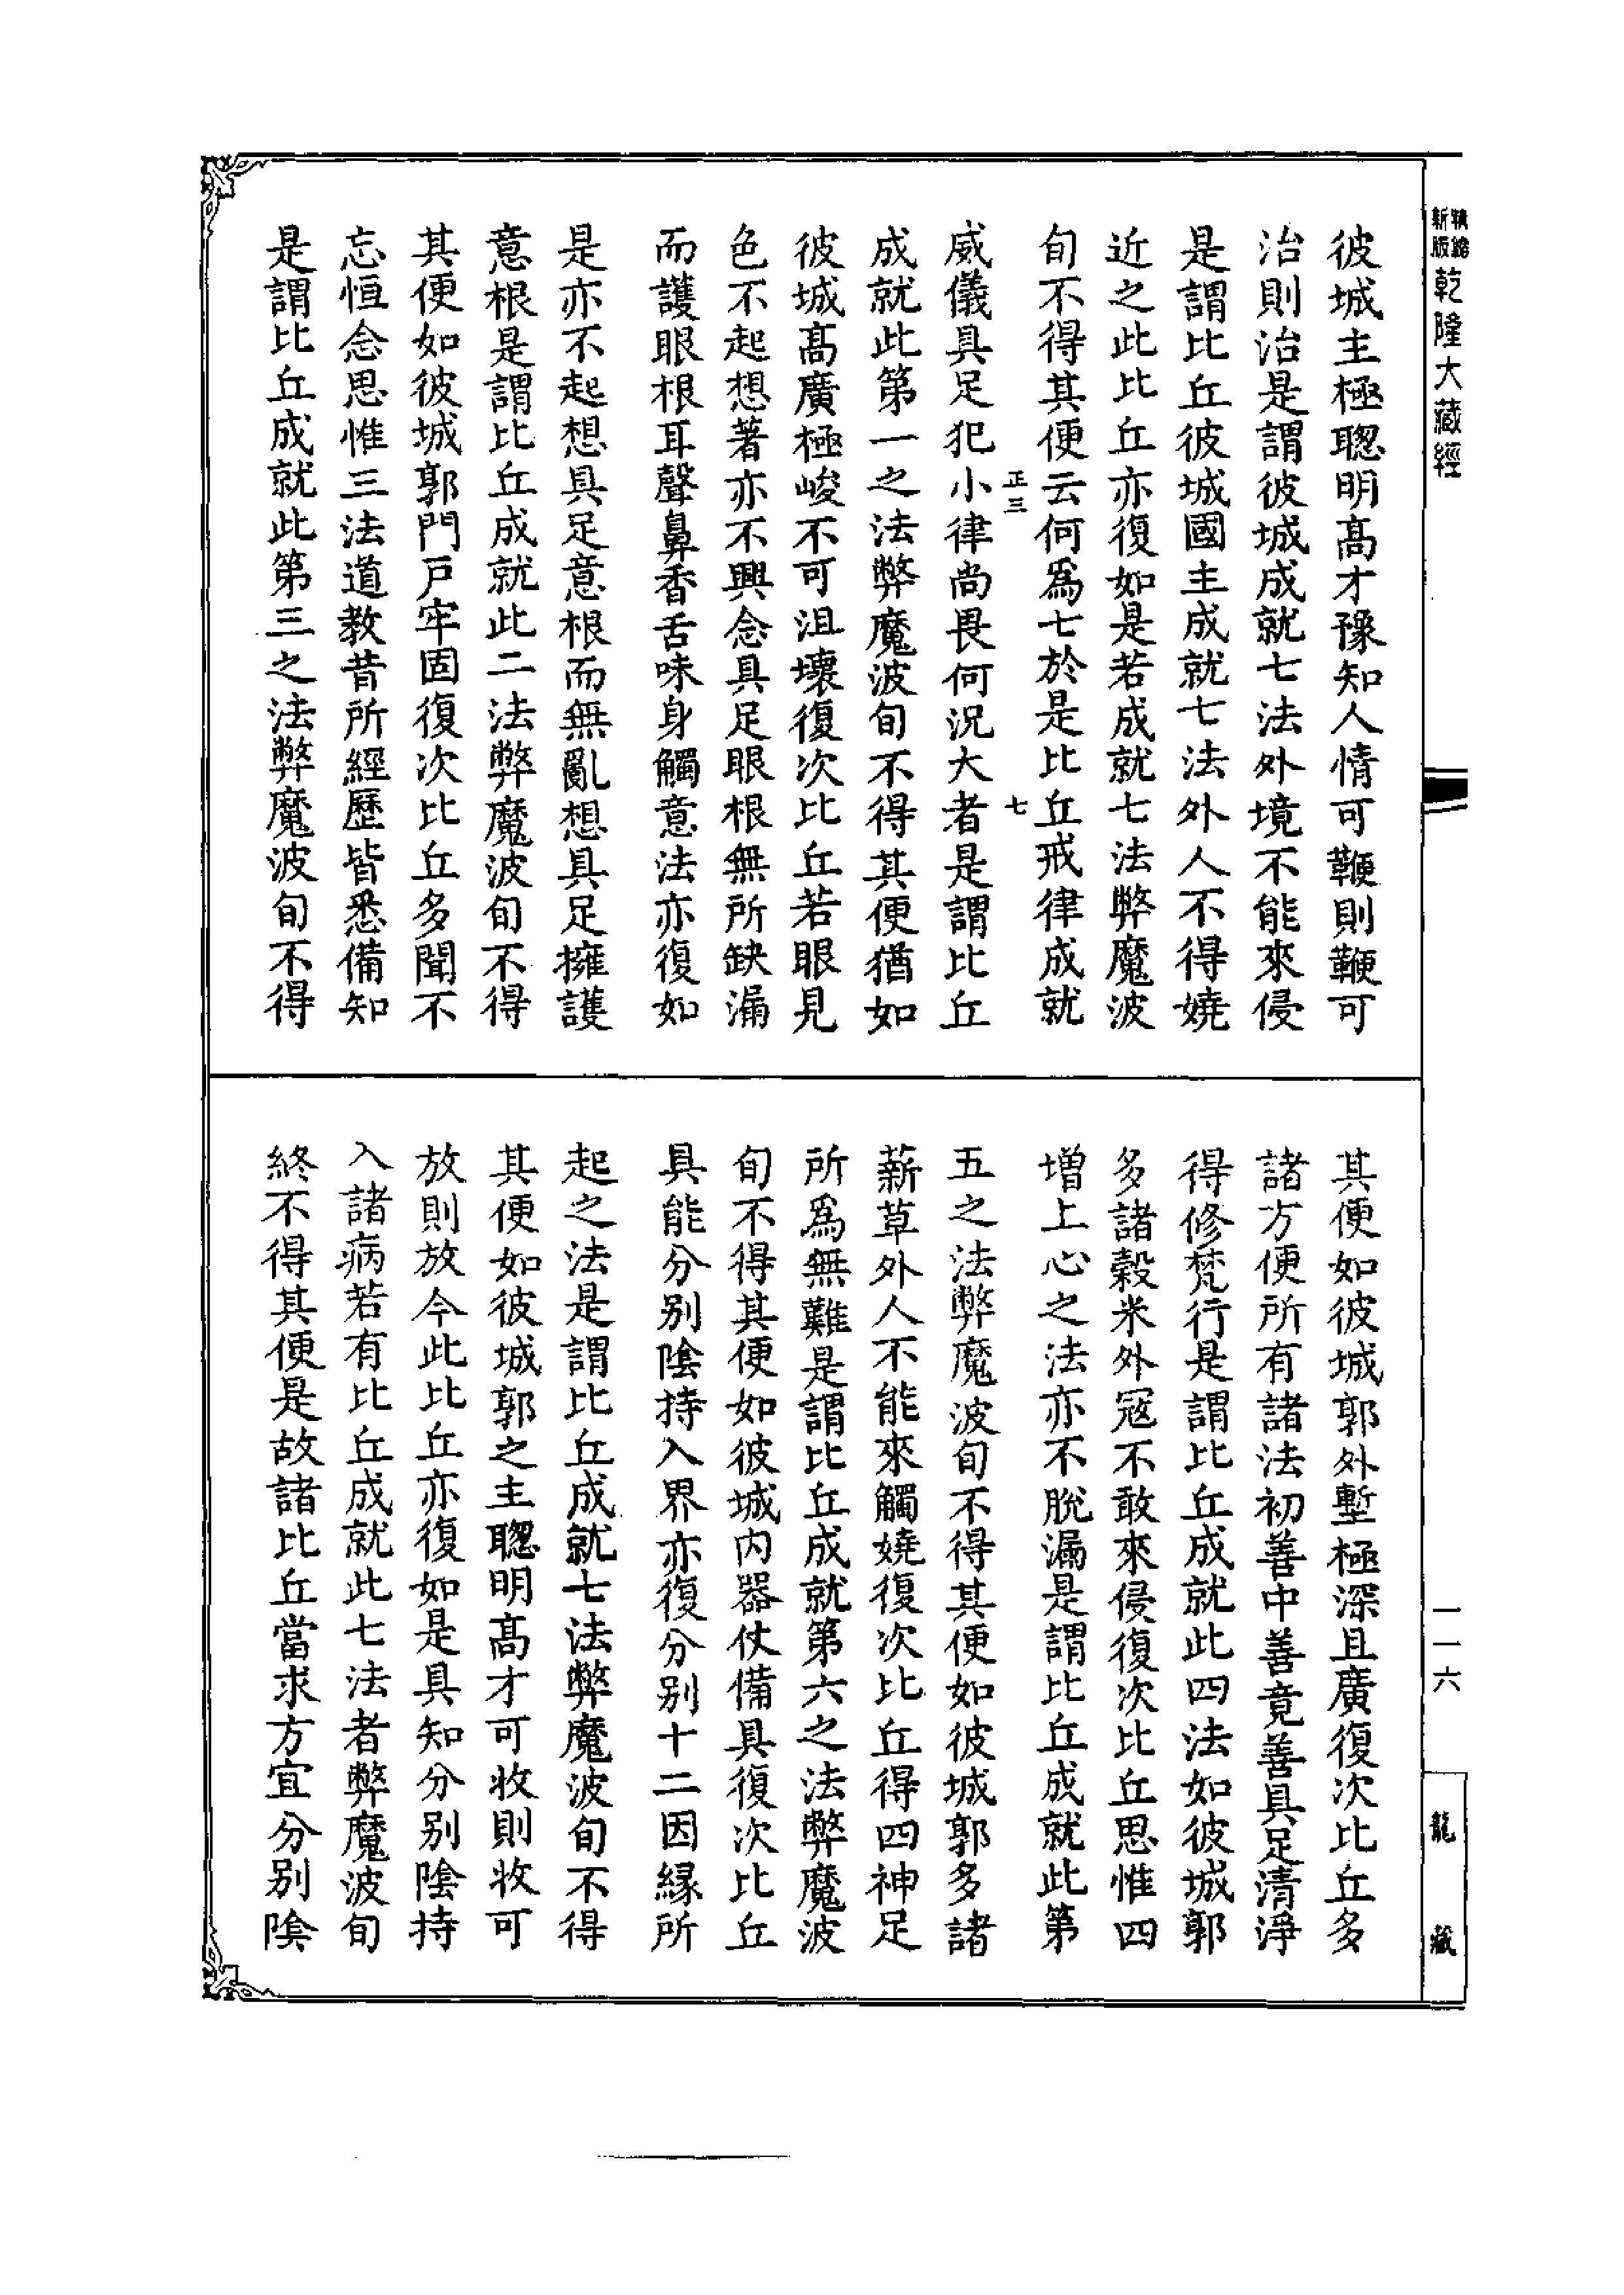 新版 精縮 乾隆大藏經
彼城主極聦明高才豫知人情可鞭則鞭可
治則治是謂彼城成就七法外境不能來侵
是謂比丘彼城國主成就七法外人不得嬈
近之此比丘亦復如是若成就七法弊魔波
旬不得其便云何爲七於是比丘戒律成就
正三 七
威儀具足犯小律尚畏何況大者是謂比丘
成就此第一之法弊魔波旬不得其便猶如
彼城高廣極峻不可沮壞復次比丘若眼見
色不起想著亦不興念具足眼根無所缺漏
而護眼根耳聲鼻香舌味身觸意法亦復如
是亦不起想具足意根而無亂想具足擁護
意根是謂比丘成就此二法弊魔波旬不得
其便如彼城郭門戸牢固復次比丘多聞不
忘恒念思惟三法道教昔所經歷皆悉備知
是謂比丘成就此第三之法弊魔波旬不得
其便如彼城郭外塹極深且廣復次比丘多
諸方便所有諸法初善中善竟善具足清淨
得修梵行是謂比丘成就此四法如彼城郭
多諸穀米外冦不敢來侵復次比丘思惟四
增上心之法亦不脫漏是謂比丘成就此第
五之法弊魔波旬不得其便如彼城郭多諸
薪草外人不能來觸嬈復次比丘得四神足
所爲無難是謂比丘成就第六之法弊魔波
旬不得其便如彼城内器仗備具復次比丘
具能分别陰持入界亦復分别十二因緣所
起之法是謂比丘成就七法弊魔波旬不得
其便如彼城郭之主聦明高才可收則收可
放則放今此比丘亦復如是具知分别陰持
入諸病若有比丘成就此七法者弊魔波旬
終不得其便是故諸比丘當求方宜分别陰
一一六
龍藏